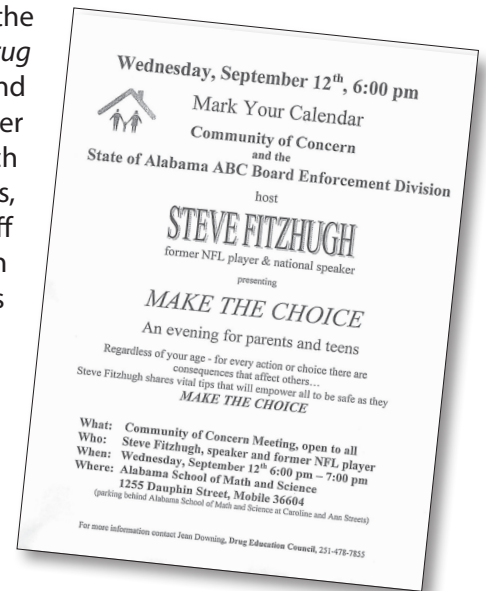 the
rug
nd
er
th
s,
ff
n
s
Wednesday, September 12th, 6:00 pm
Mark Your Calendar
Community of Concern
and the
State of Alabama ABC Board Enforcement Division
host
STEVE FITZHUGH
former NFL player & national speaker
presenting
MAKE THE CHOICE
An evening for parents and teens
Regardless of your age - for every action or choice there are
consequences that affect others…
Steve Fitzhugh shares vital tips that will empower all to be safe as they
MAKE THE CHOICE
What: Community of Concern Meeting, open to all
Who: Steve Fitzhugh, speaker and former NFL player
When: Wednesday, September 12th 6:00 pm – 7:00 pm
Where: Alabama School of Math and Science
1255 Dauphin Street, Mobile 36604
(parking behind Alabama School of Math and Science at Caroline and Ann Streets)
For more information contact Jean Downing, Drug Education Council, 251-478-7855